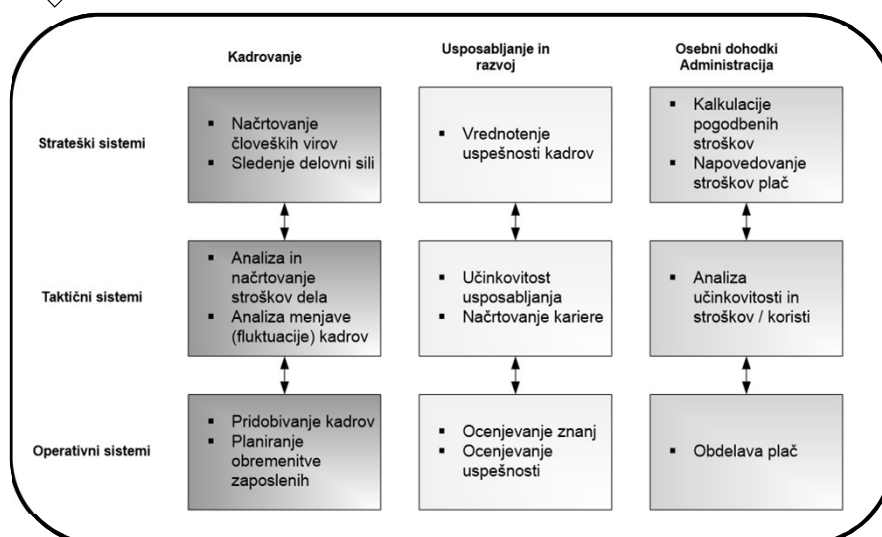 Kadrovanje
Usposabljanje in
razvoj
Osebni dohodki
Administracija
Strateški sistemi
▪ Načrtovanje
človeških virov
▪ Sledenje delovni sili
▪ Vrednotenje
uspešnosti kadrov
▪ Kalkulacije
pogodbenih
stroškov
▪ Napovedovanje
stroškov plač
Taktični sistemi
▪ Analiza in
načrtovanje
stroškov dela
▪ Analiza menjave
(fluktuacije) kadrov
▪ Učinkovitost
usposabljanja
▪ Načrtovanje kariere
▪ Analiza
učinkovitosti in
stroškov / koristi
Operativni sistemi
▪ Pridobivanje kadrov
▪ Planiranje
obremenitve
zaposlenih
▪ Ocenjevanje znanj
▪ Ocenjevanje
uspešnosti
▪ Obdelava plač